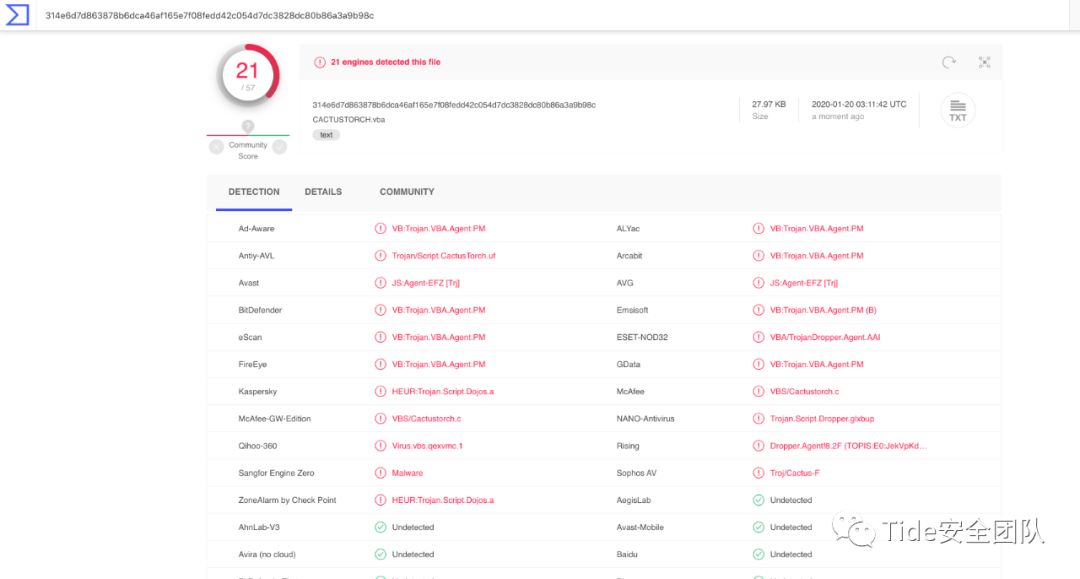 314e6d7d863878b6dca46af165e7f08fedd42c054d7dc3828dc80b86a3a9b98c
21
/ 57
?
Community
Score
21 engines detected this file
314e6d7d863878b6dca46af165e7f08fedd42c054d7dc3828dc80b86a3a9b98c
CACTUSTORCH.vba
text
27.97 KB
Size
2020-01-20 03:11:42 UTC
a moment ago
TXT
DETECTION DETAILS COMMUNITY
Ad-Aware VB:Trojan.VBA.Agent.PM ALYac VB:Trojan.VBA.Agent.PM
Antiy-AVL Trojan/Script.CactusTorch.uf Arcabit VB:Trojan.VBA.Agent.PM
Avast JS:Agent-EFZ [Trj] AVG JS:Agent-EFZ [Trj]
BitDefender VB:Trojan.VBA.Agent.PM Emsisoft VB:Trojan.VBA.Agent.PM (B)
eScan VB:Trojan.VBA.Agent.PM ESET-NOD32 VBA/TrojanDropper.Agent.AAI
FireEye VB:Trojan.VBA.Agent.PM GData VB:Trojan.VBA.Agent.PM
Kaspersky HEUR:Trojan.Script.Dojos.a McAfee VBS/Cactustorch.c
McAfee-GW-Edition VBS/Cactustorch.c NANO-Antivirus Trojan.Script.Dropper.glxbup
Qihoo-360 Virus.vbs.qexvmc.1 Rising Dropper.Agent!8.2F (TOPIS:E0:JekVpKd...
Sangfor Engine Zero Malware Sophos AV Troj/Cactus-F
ZoneAlarm by Check Point HEUR:Trojan.Script.Dojos.a AegisLab Undetected
AhnLab-V3 Undetected Avast-Mobile Undetected
Avira (no cloud) Undetected Baidu Undetected
Tide安全团队